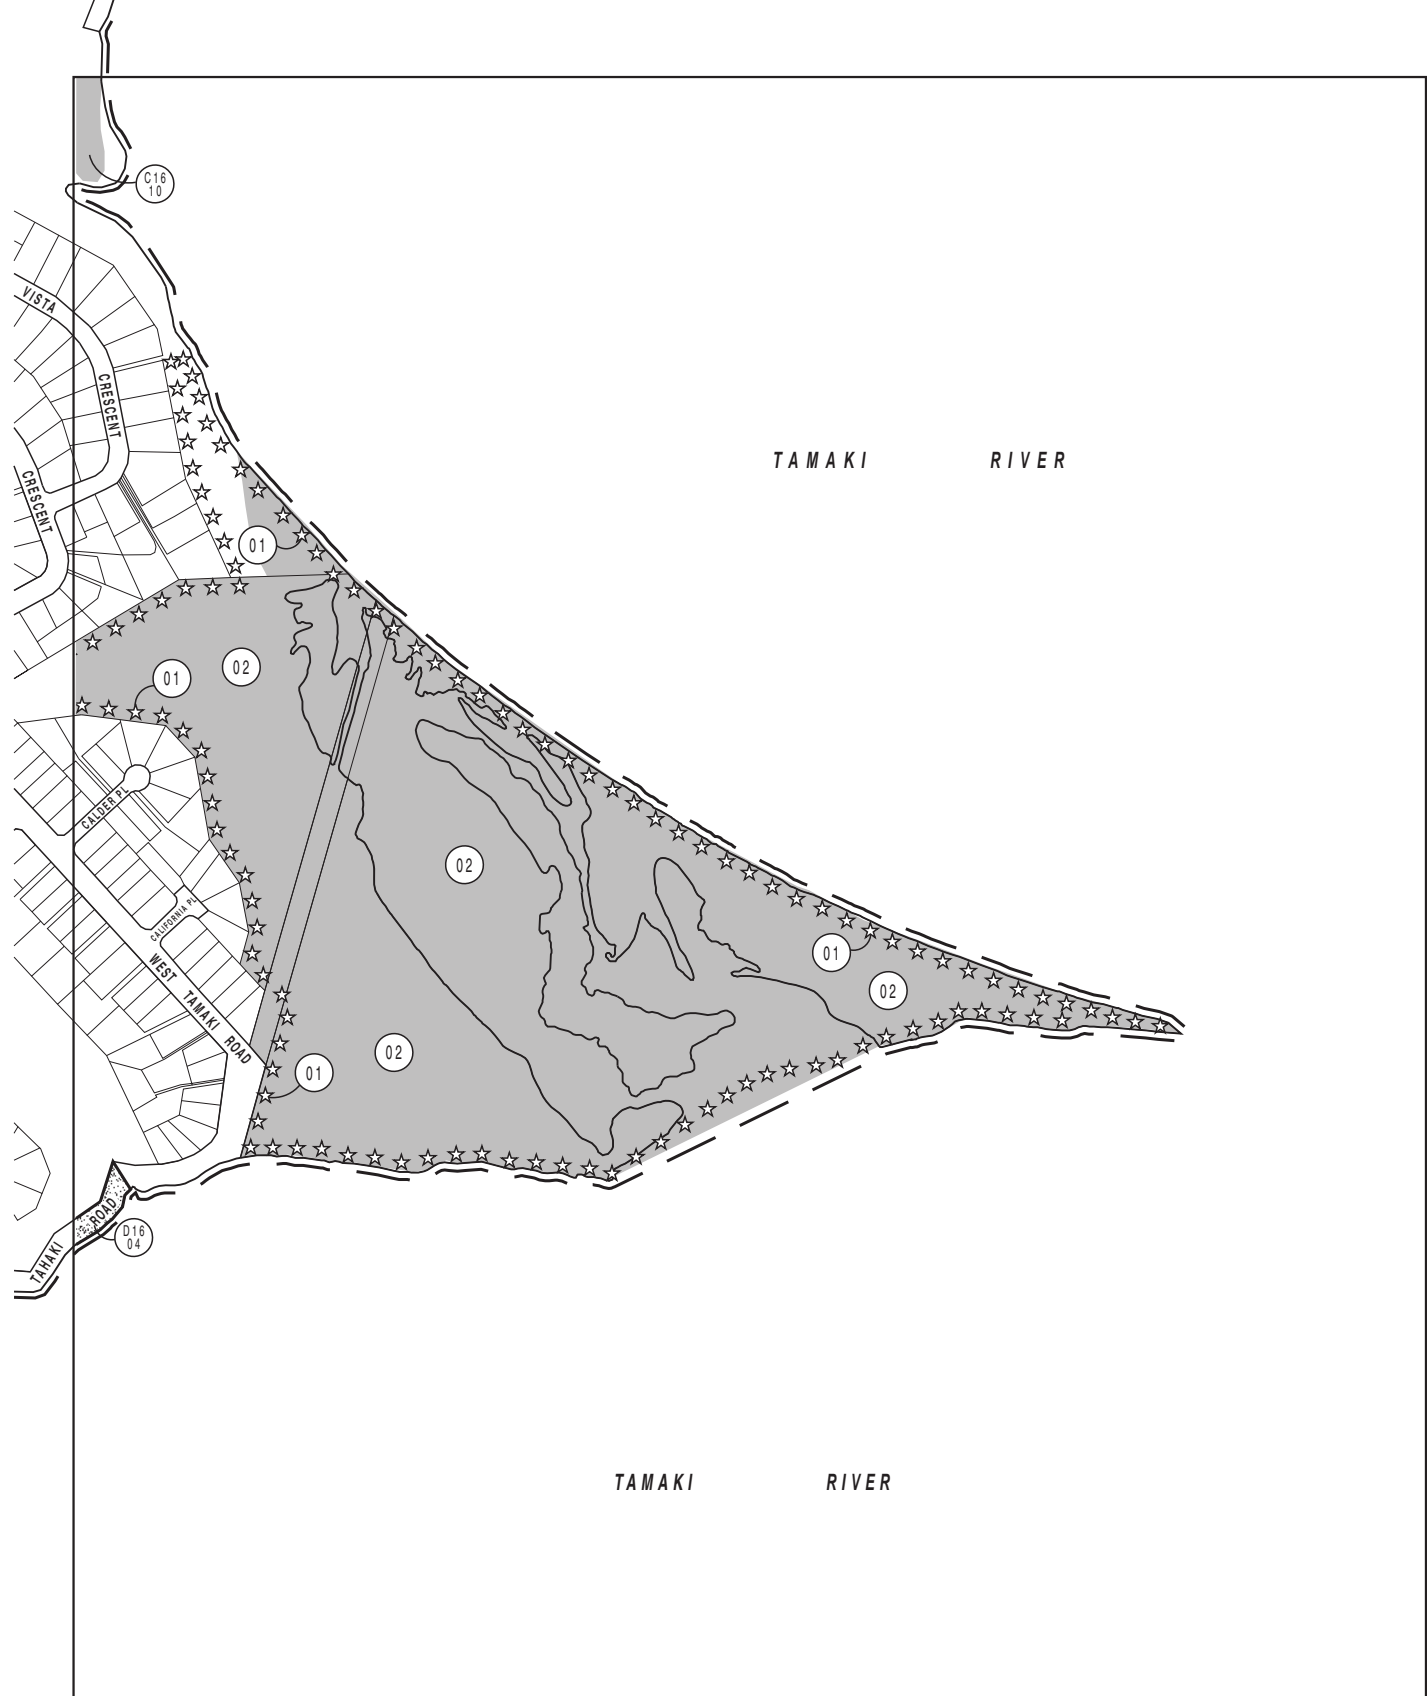 C16
10
VISTA
CRESCENT
CRESCENT
TAMAKI RIVER
01
02
01
CALDER PL
02
CALIFORNIA PL
01
WEST TAMAKI ROAD
02
02
01
ROAD
D16
04
TAHAKI
TAMAKI RIVER